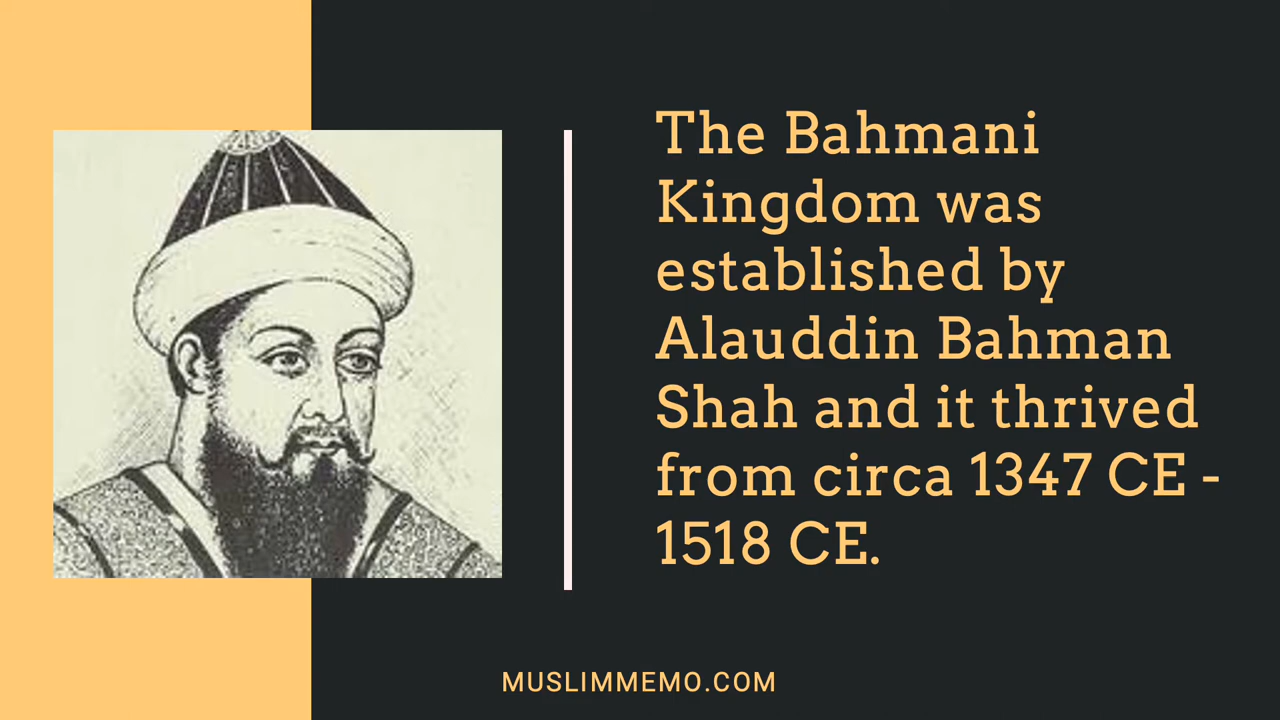 The Bahmani
Kingdom was
established by
Alauddin Bahman
Shah and it thrived
from circa 1347 CE -
1518 CE.
MUSLIMMEMO.COM